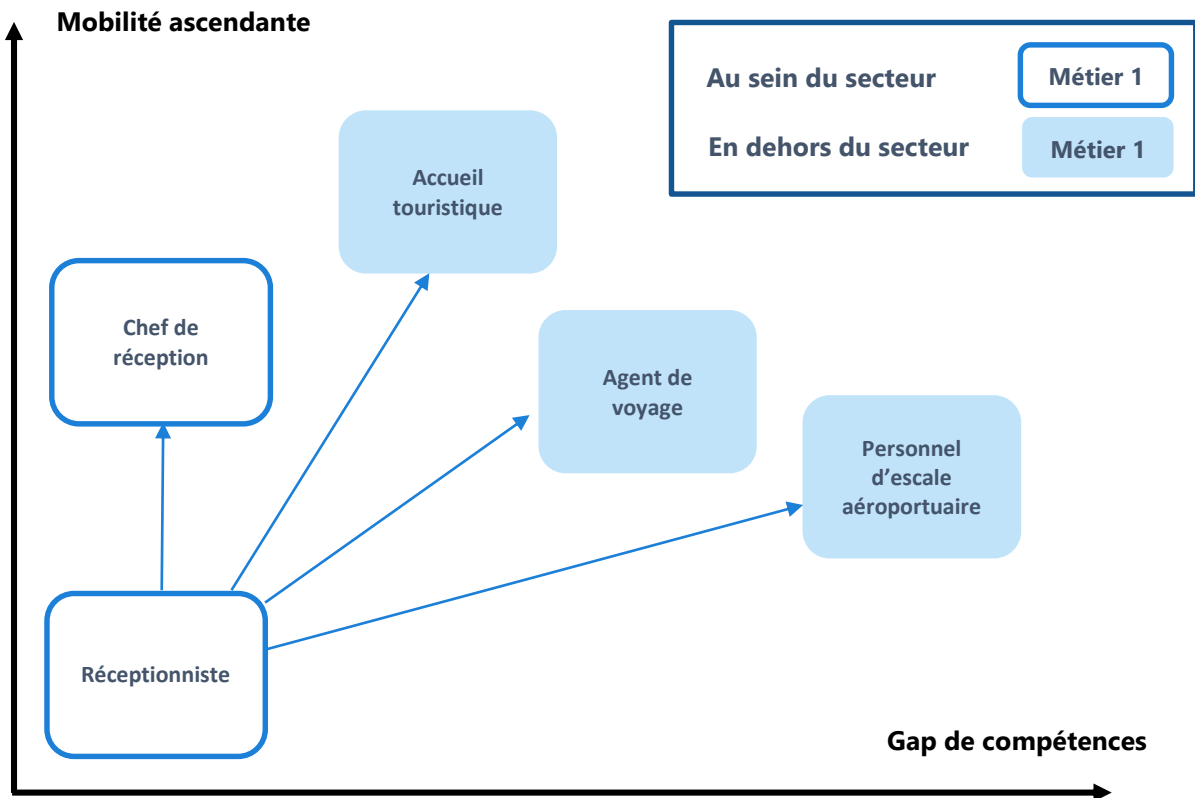 Mobilité ascendante
Au sein du secteur
Métier 1
En dehors du secteur
Métier 1
Accueil
touristique
Chef de
réception
Agent de
voyage
Personnel
d’escale
aéroportuaire
Réceptionniste
Gap de compétences